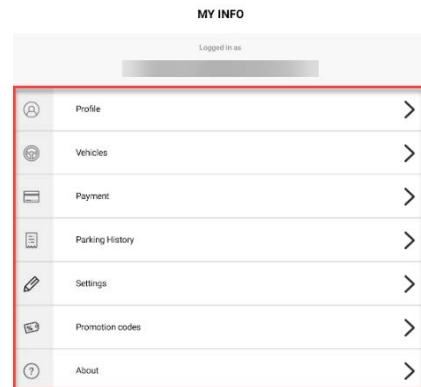 MY INFO
Logged in as
Profile
Vehicles
Payment
Parking History
Settings
Promotion codes
About